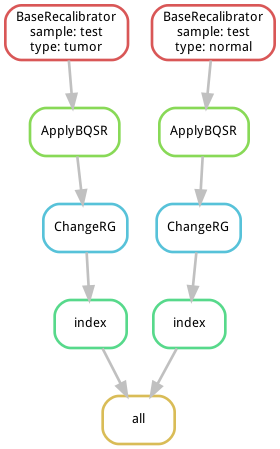 BaseRecalibrator
sample: test
type: tumor
BaseRecalibrator
sample: test
type: normal
ApplyBQSR
ApplyBQSR
ChangeRG
ChangeRG
index
index
all